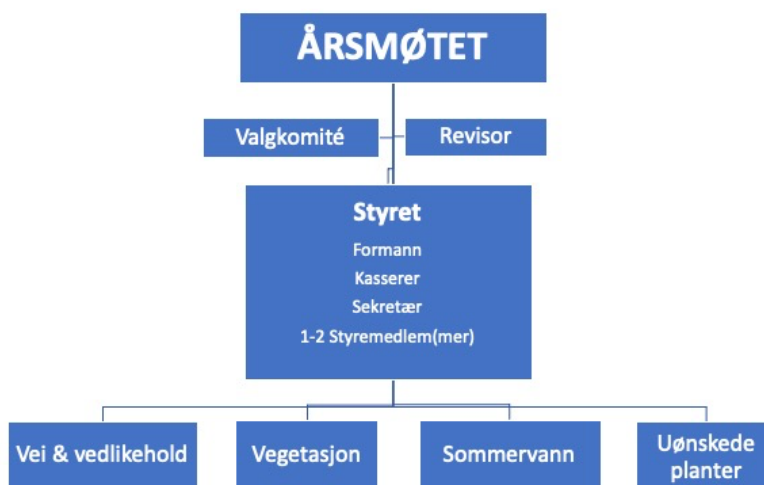 ÅRSMØTET
Valgkomité
Revisor
Styret
Formann
Kasserer
Sekretær
1-2 Styremedlem(mer)
Vei & vedlikehold
Vegetasjon
Sommervann
Uønskede
planter